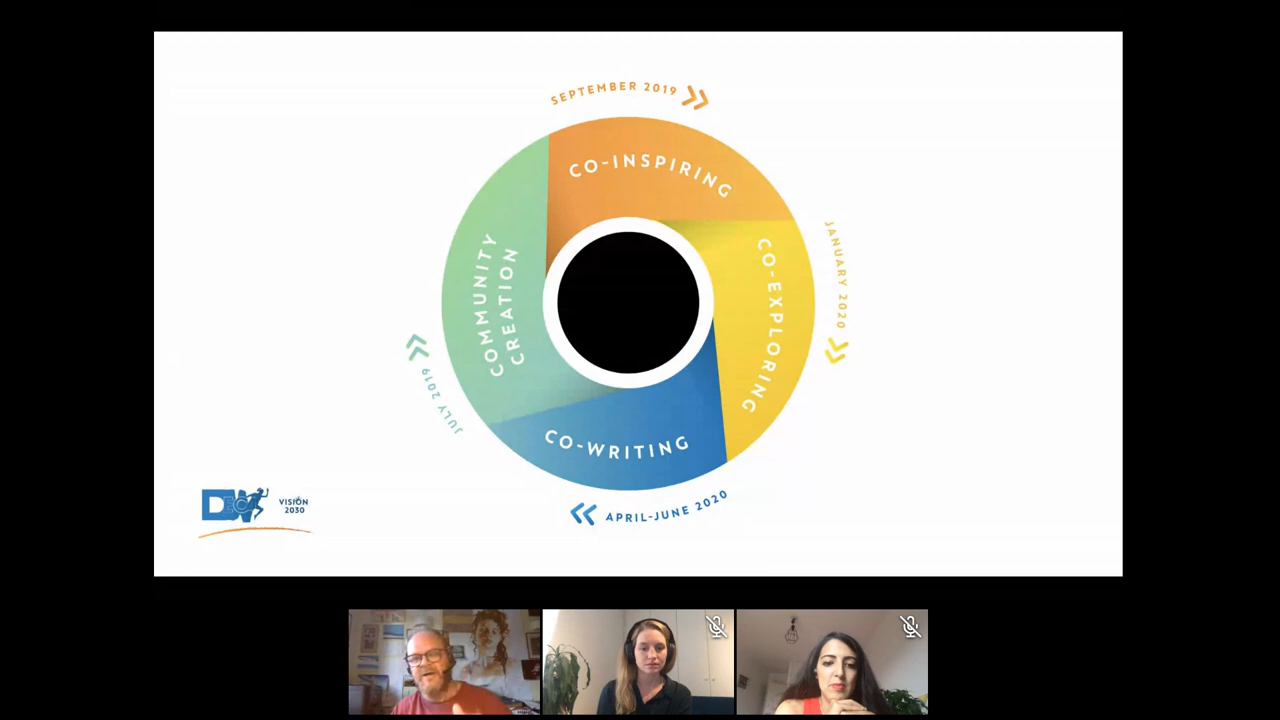 SEPTEMBER 2019
CO-INSPIRING
JANUARY 2020
CO-EXPLORING
COMMUNITY
CREATION
JULY 2019
CO-WRITING
APRIL-JUNE 2020
DEW
VISIÓN
2030